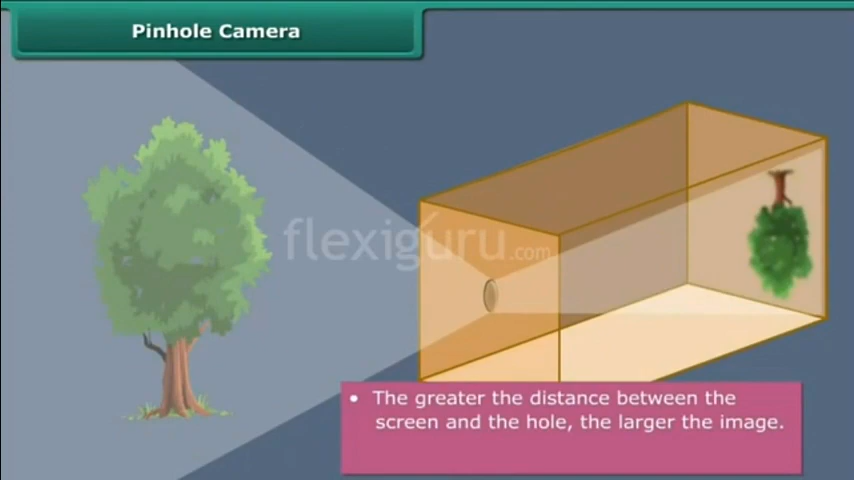 Pinhole Camera
flexiguru.com
• The greater the distance between the
screen and the hole, the larger the image.